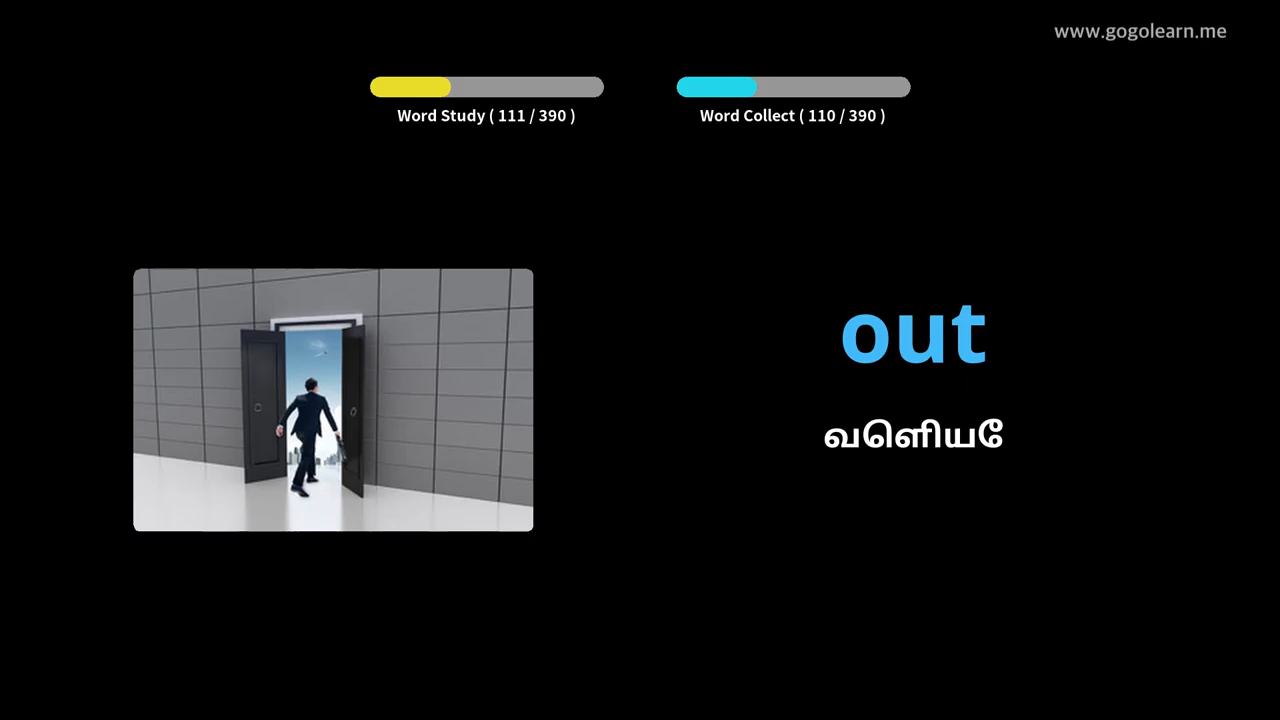 www.gogolearn.me
Word Study ( 111 / 390 )
Word Collect ( 110 / 390 )
out
வெளியே